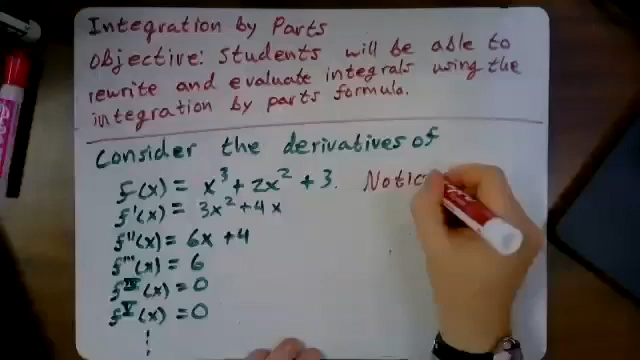 Integration by Parts
Objective: Students will be able to
rewrite and evaluate integrals using the
integration by parts formula.
Consider the derivatives of
f(x) = x³ + 2x² + 3. Notic
f'(x) = 3x² + 4x
f''(x) = 6x + 4
f'''(x) = 6
f^IV(x) = 0
f^V(x) = 0
⋮